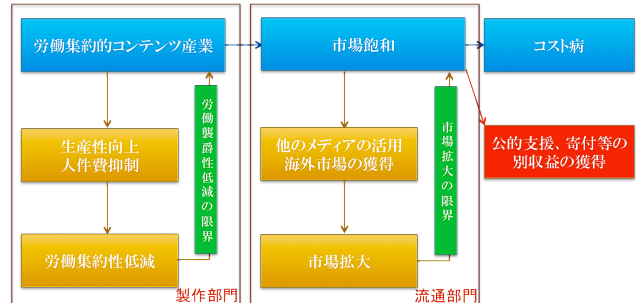 労働集約的コンテンツ産業
市場飽和
コスト病
生産性向上
人件費抑制
労働襲爵性低減の限界
他のメディアの活用
海外市場の獲得
市場拡大の限界
公的支援、寄付等の
別収益の獲得
労働集約性低減
市場拡大
製作部門
流通部門